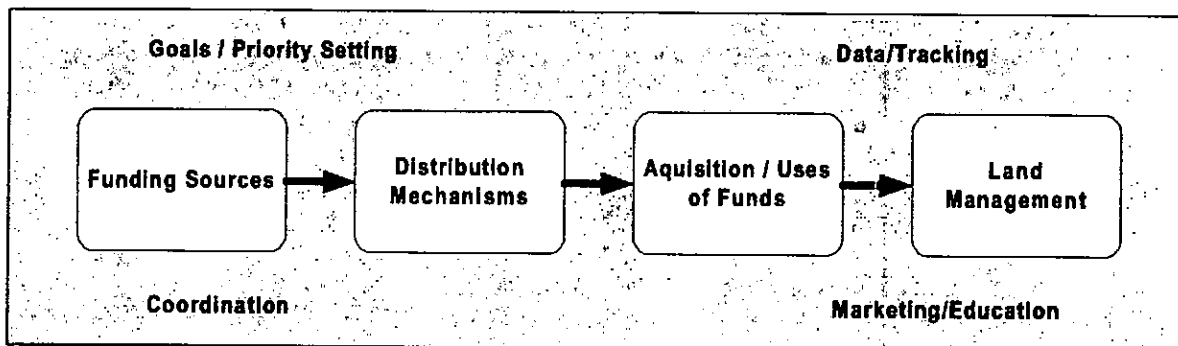 Goals / Priority Setting
Data/Tracking
Funding Sources
Distribution
Mechanisms
Aquisition / Uses
of Funds
Land
Management
Coordination
Marketing/Education